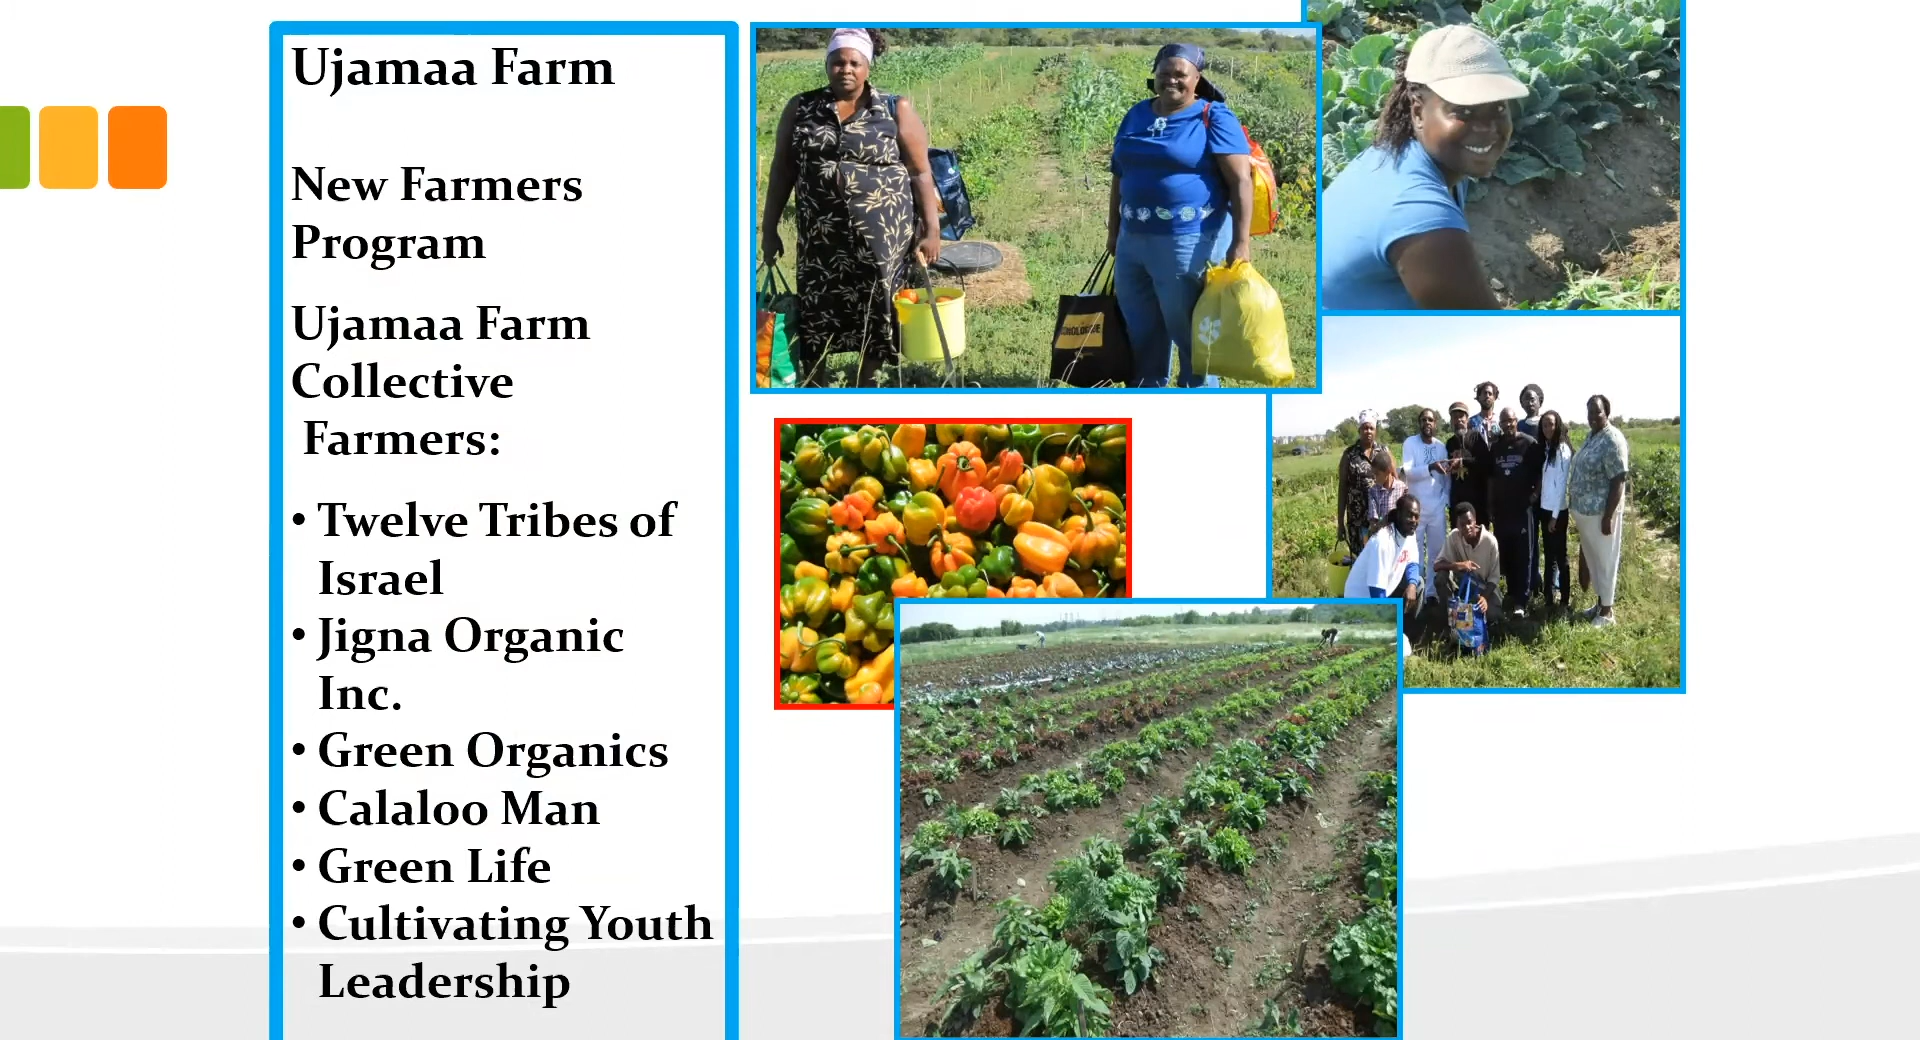 Ujamaa Farm
New Farmers
Program
Ujamaa Farm
Collective
Farmers:
• Twelve Tribes of
Israel
• Jigna Organic
Inc.
• Green Organics
• Calaloo Man
• Green Life
• Cultivating Youth
Leadership